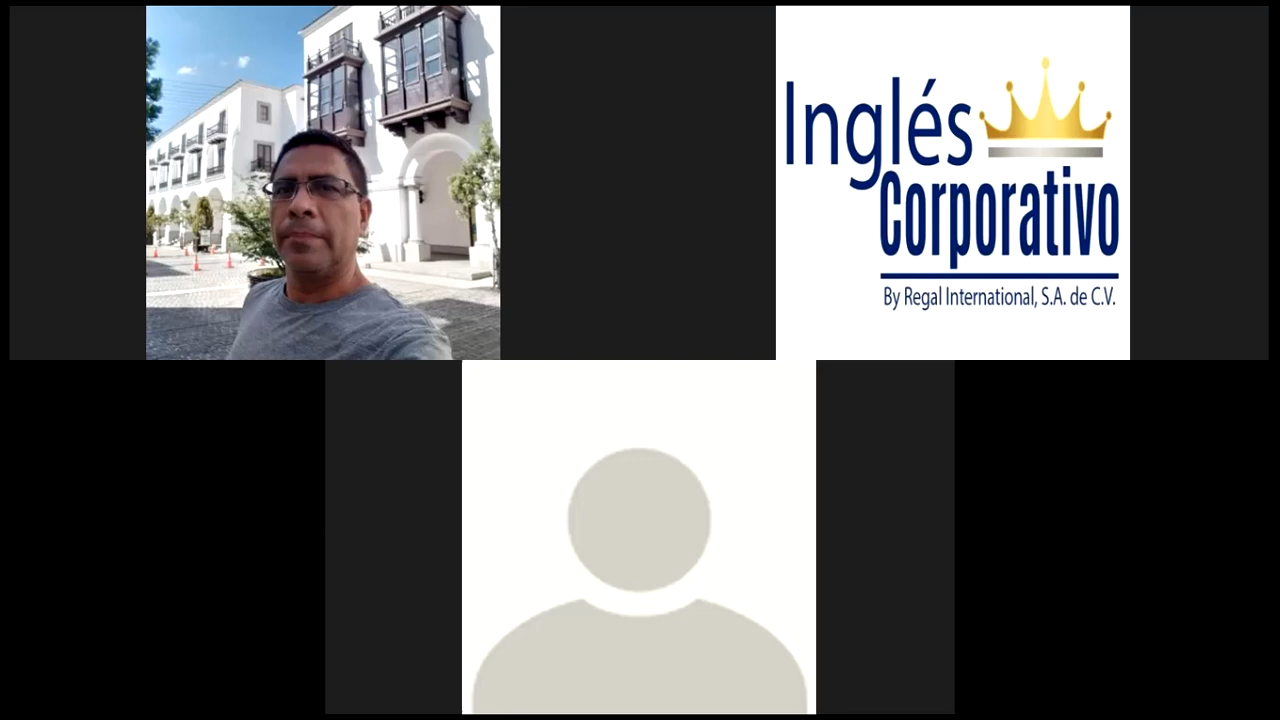 Inglés
Corporativo
By Regal International, S.A. de C.V.